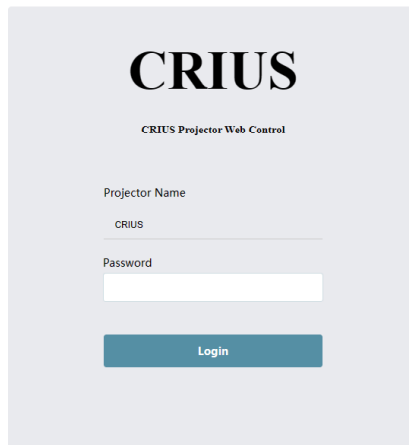 CRIUS
CRIUS Projector Web Control
Projector Name
CRIUS
Password
Login